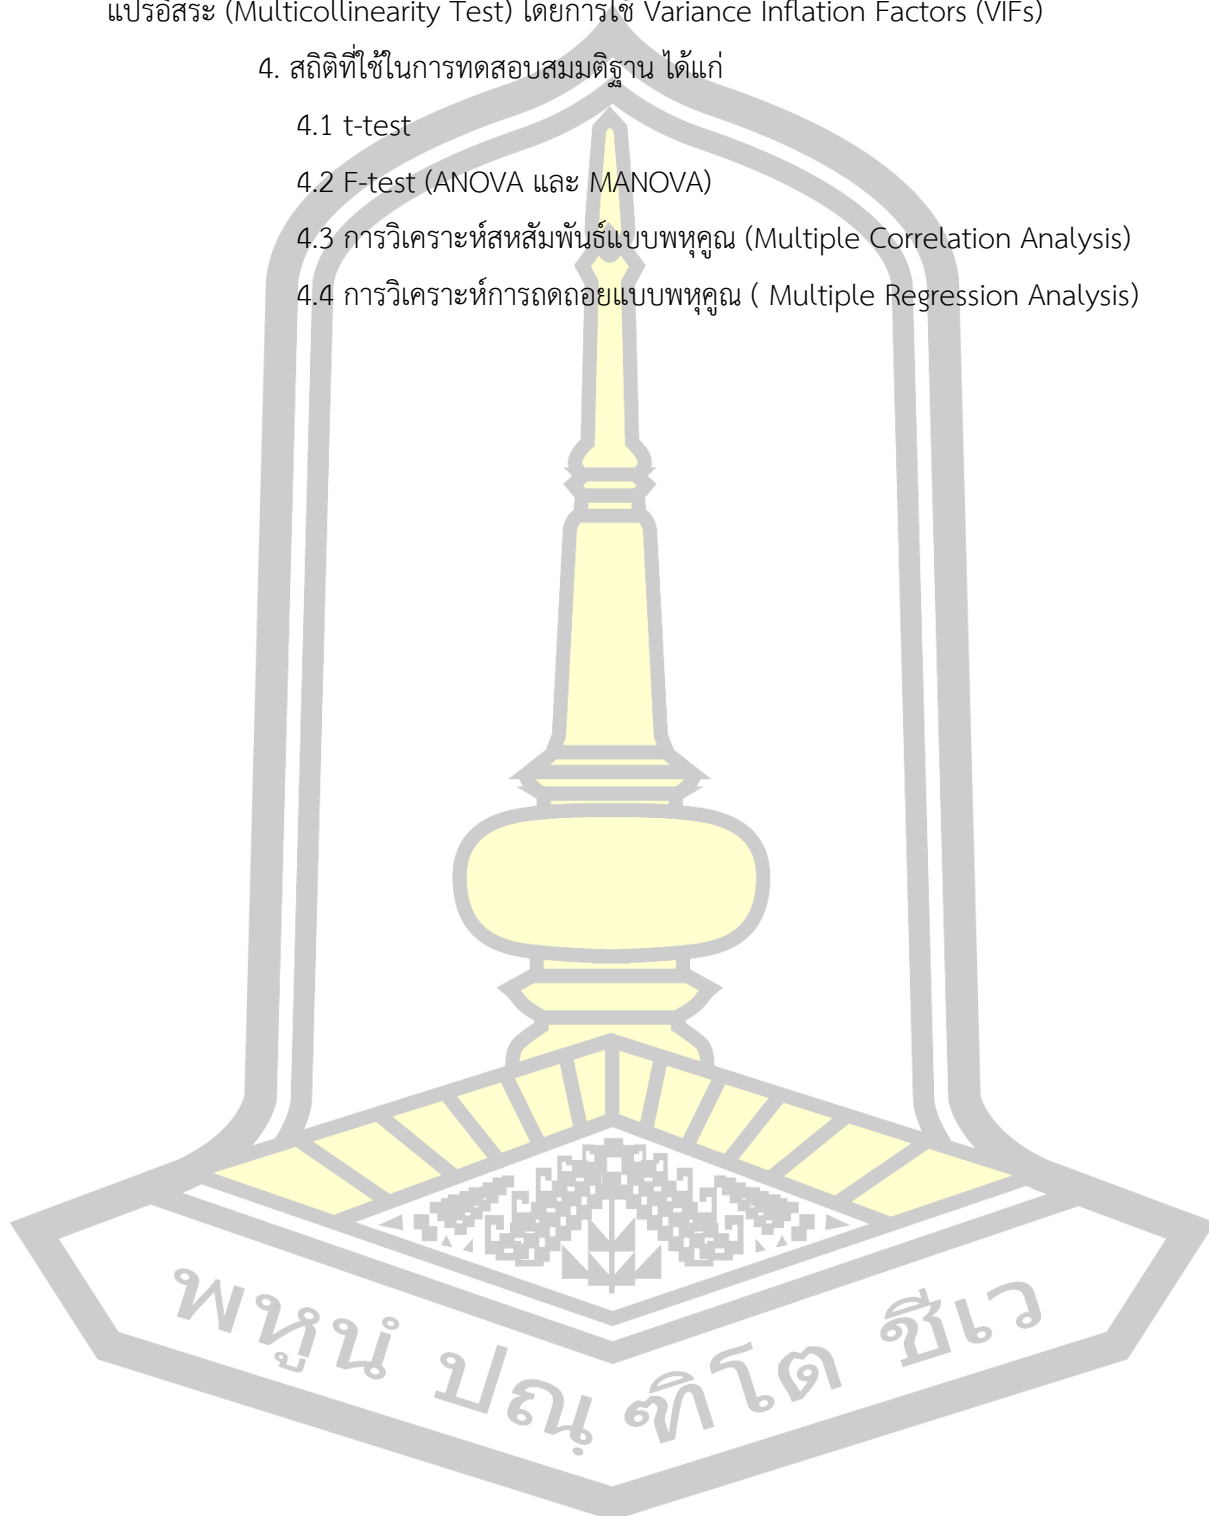 แปรอิสระ (Multicollinearity Test) โดยการใช้ Variance Inflation Factors (VIFs)
4. สถิติที่ใช้ในการทดสอบสมมติฐาน ได้แก่
4.1 t-test
4.2 F-test (ANOVA และ MANOVA)
4.3 การวิเคราะห์สหสัมพันธ์แบบพหุคูณ (Multiple Correlation Analysis)
4.4 การวิเคราะห์การถดถอยแบบพหุคูณ ( Multiple Regression Analysis)
พหูนํ ปณฺ ฑิโต ชีเว